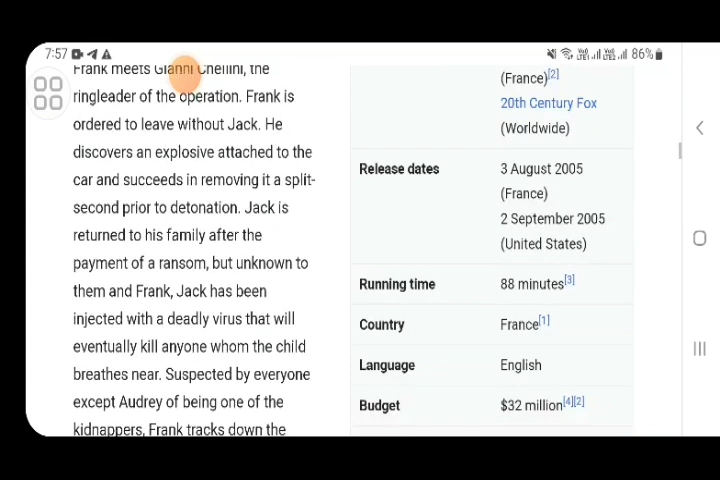 7:57
86%
Frank meets Gianni Chellini, the
ringleader of the operation. Frank is
ordered to leave without Jack. He
discovers an explosive attached to the
car and succeeds in removing it a split-
second prior to detonation. Jack is
returned to his family after the
payment of a ransom, but unknown to
them and Frank, Jack has been
injected with a deadly virus that will
eventually kill anyone whom the child
breathes near. Suspected by everyone
except Audrey of being one of the
kidnappers, Frank tracks down the
(France)[2]
20th Century Fox
(Worldwide)
Release dates
3 August 2005
(France)
2 September 2005
(United States)
Running time
88 minutes[3]
Country
France[1]
Language
English
Budget
$32 million[4][2]